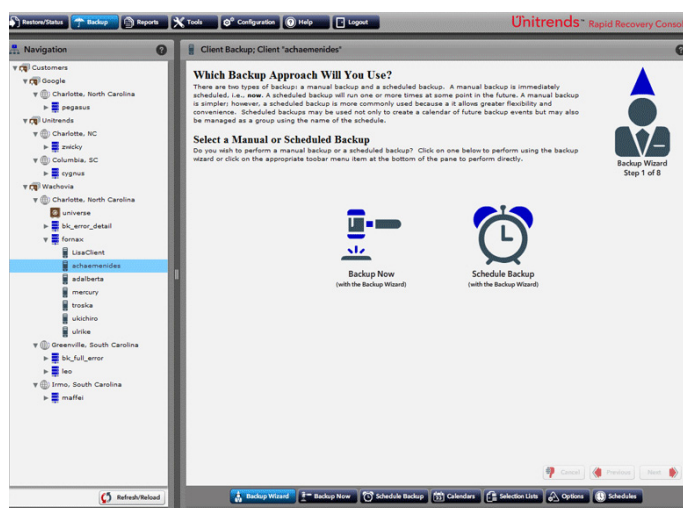 Restore/Status Backup Reports Tools Configuration Help Logout Unitrends Rapid Recovery Conso
Navigation
Client Backup; Client "achaemenides"
Customers
Google
Charlotte, North Carolina
pegasus
Unitrends
Charlotte, NC
zwicky
Columbia, SC
cygnus
Wachovia
Charlotte, North Carolina
universe
bk_error_detail
fornax
LisaClient
achaemenides
adalberta
mercury
troska
ukichiro
ulrike
Greenville, South Carolina
bk_full_error
leo
Irmo, South Carolina
maffei
Refresh/Reload
Which Backup Approach Will You Use?
There are two types of backup: a manual backup and a scheduled backup. A manual backup is immediately
scheduled, i.e., now. A scheduled backup will run one or more times at some point in the future. A manual backup
is simpler; however, a scheduled backup is more commonly used because a it allows greater flexibility and
convenience. Scheduled backups may be used not only to create a calendar of future backup events but may also
be managed as a group using the name of the schedule.
Select a Manual or Scheduled Backup
Do you wish to perform a manual backup or a scheduled backup? Click on one below to perform using the backup
wizard or click on the appropriate toobar menu item at the bottom of the pane to perform directly.
Backup Wizard
Step 1 of 8
Backup Now
(with the Backup Wizard)
Schedule Backup
(with the Backup Wizard)
Cancel Previous Next
Backup Wizard Backup Now Schedule Backup Calendars Selection Lists Options Schedules